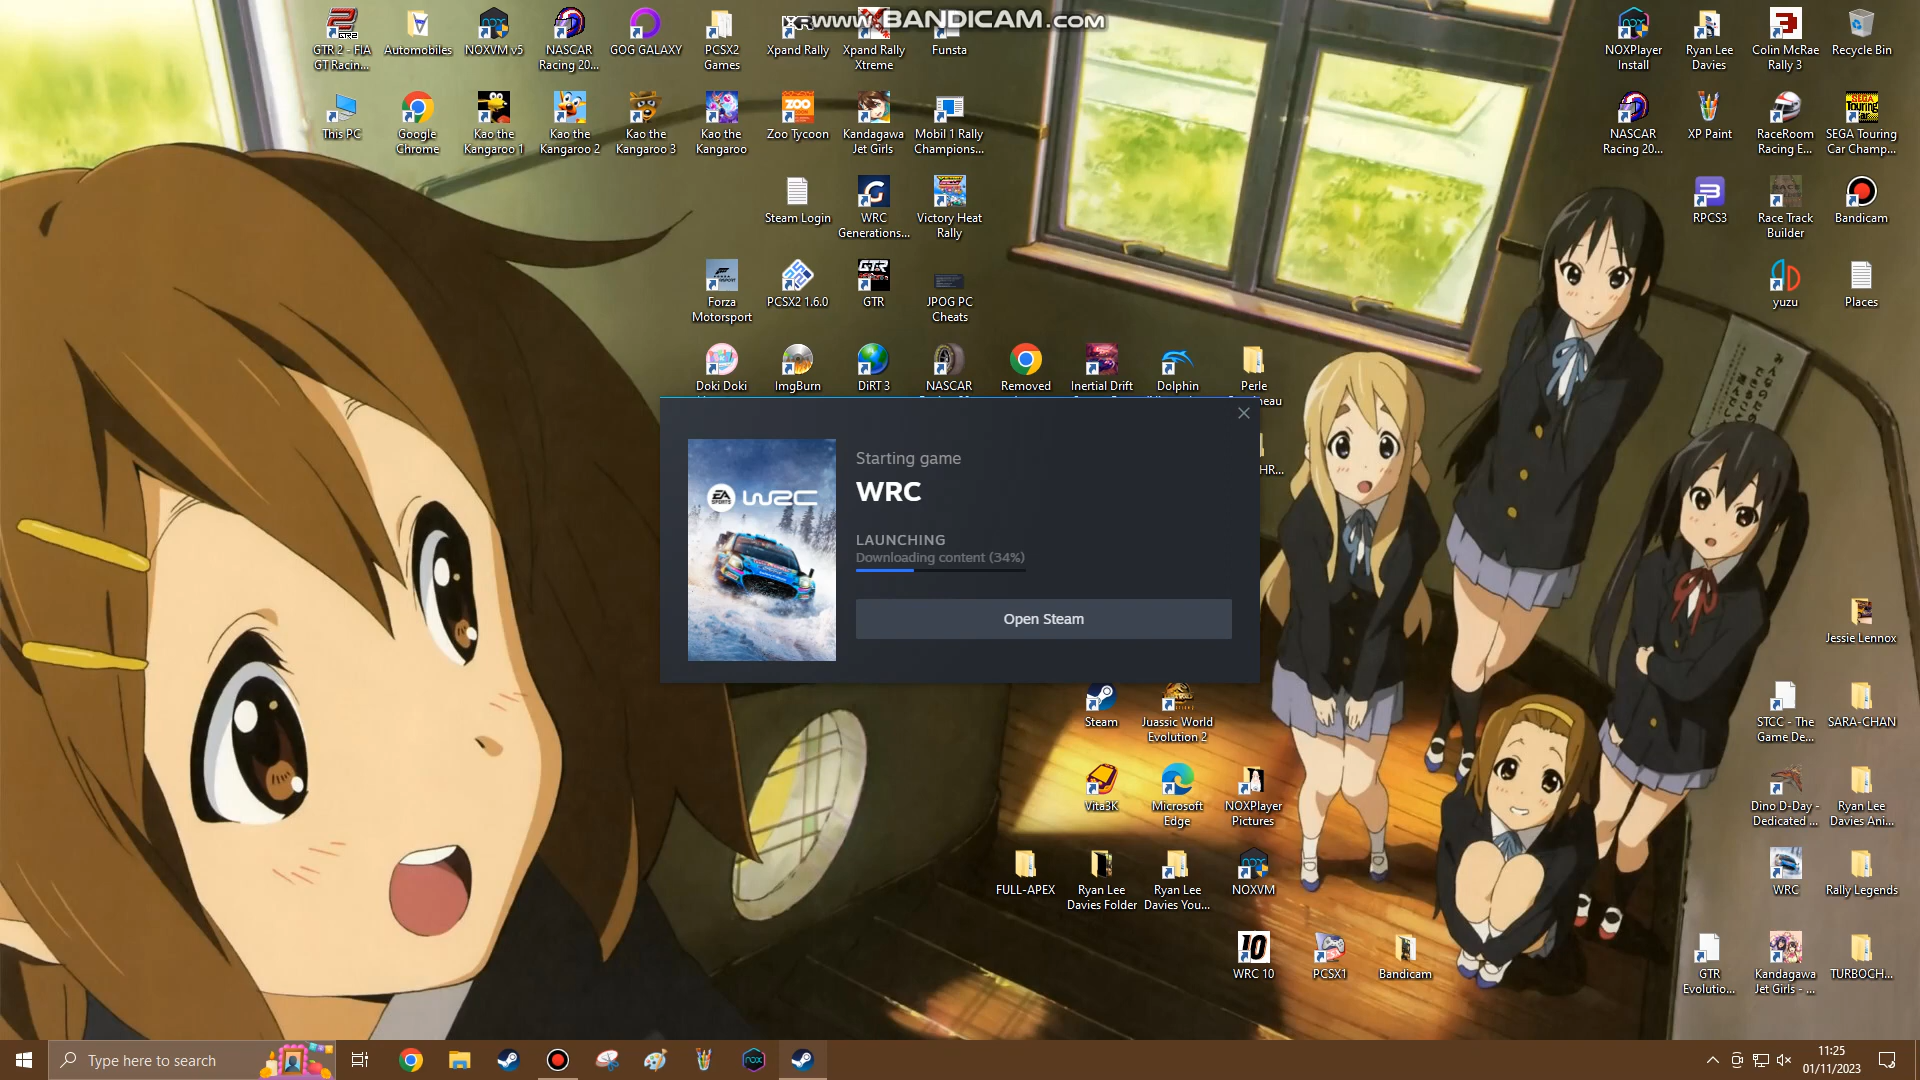 www.BANDICAM.com
GTR 2 - FIA
GT Racin...
Automobiles
NOXVM v5
NASCAR
Racing 20...
GOG GALAXY
PCSX2
Games
Xpand Rally
Xpand Rally
Xtreme
Funsta
NOXPlayer
Install
Ryan Lee
Davies
Colin McRae
Rally 3
Recycle Bin
This PC
Google
Chrome
Kao the
Kangaroo 1
Kao the
Kangaroo 2
Kao the
Kangaroo 3
Kao the
Kangaroo
Zoo Tycoon
Kandagawa
Jet Girls
Mobil 1 Rally
Champions...
NASCAR
Racing 20...
XP Paint
RaceRoom
Racing E...
SEGA Touring
Car Champ...
Steam Login
WRC
Generations...
Victory Heat
Rally
RPCS3
Race Track
Builder
Bandicam
Forza
Motorsport
PCSX2 1.6.0
GTR
JPOG PC
Cheats
yuzu
Places
Doki Doki
ImgBurn
DiRT 3
NASCAR
Removed
Inertial Drift
Dolphin
Perle
HR...
EA SPORTS WRC
Starting game
WRC
LAUNCHING
Downloading content (34%)
Open Steam
Jessie Lennox
Steam
Juassic World
Evolution 2
STCC - The
Game De...
SARA-CHAN
Vita3K
Microsoft
Edge
NOXPlayer
Pictures
Dino D-Day -
Dedicated ...
Ryan Lee
Davies Ani...
FULL-APEX
Ryan Lee
Davies Folder
Ryan Lee
Davies You...
NOXVM
WRC
Rally Legends
WRC 10
PCSX1
Bandicam
GTR
Evolutio...
Kandagawa
Jet Girls - ...
TURBOCH...
Type here to search
11:25
01/11/2023